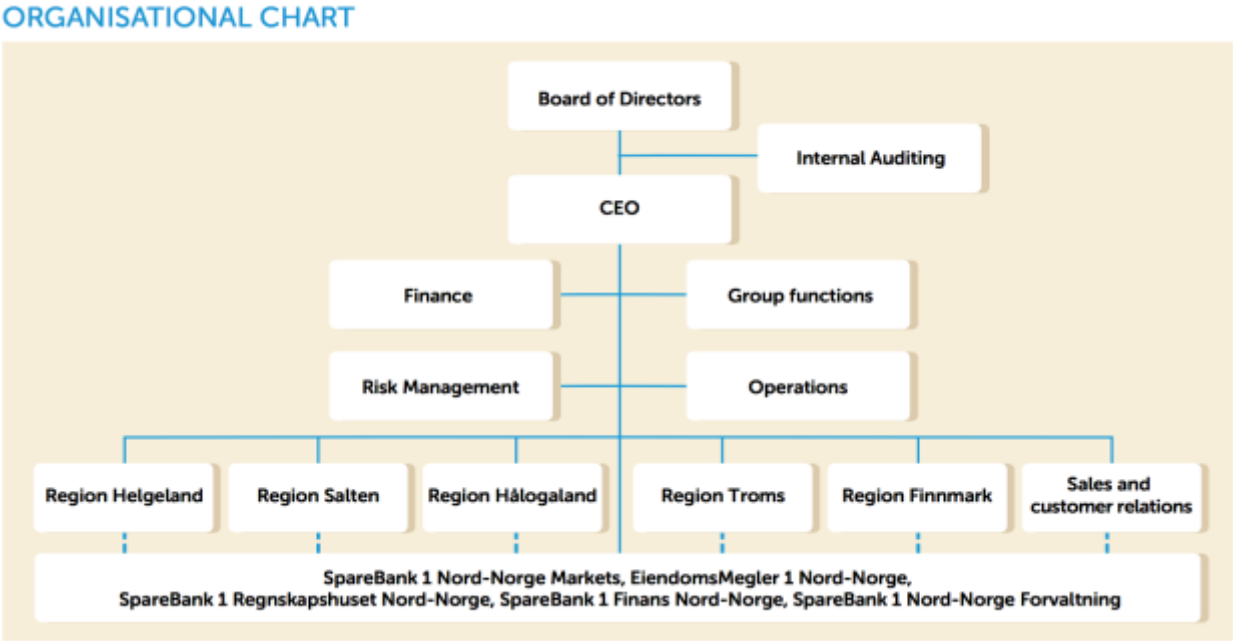 ORGANISATIONAL CHART
Board of Directors
Internal Auditing
CEO
Finance
Group functions
Risk Management
Operations
Region Helgeland
Region Salten
Region Hålogaland
Region Troms
Region Finnmark
Sales and
customer relations
SpareBank 1 Nord-Norge Markets, EiendomsMegler 1 Nord-Norge,
SpareBank 1 Regnskapshuset Nord-Norge, SpareBank 1 Finans Nord-Norge, SpareBank 1 Nord-Norge Forvaltning